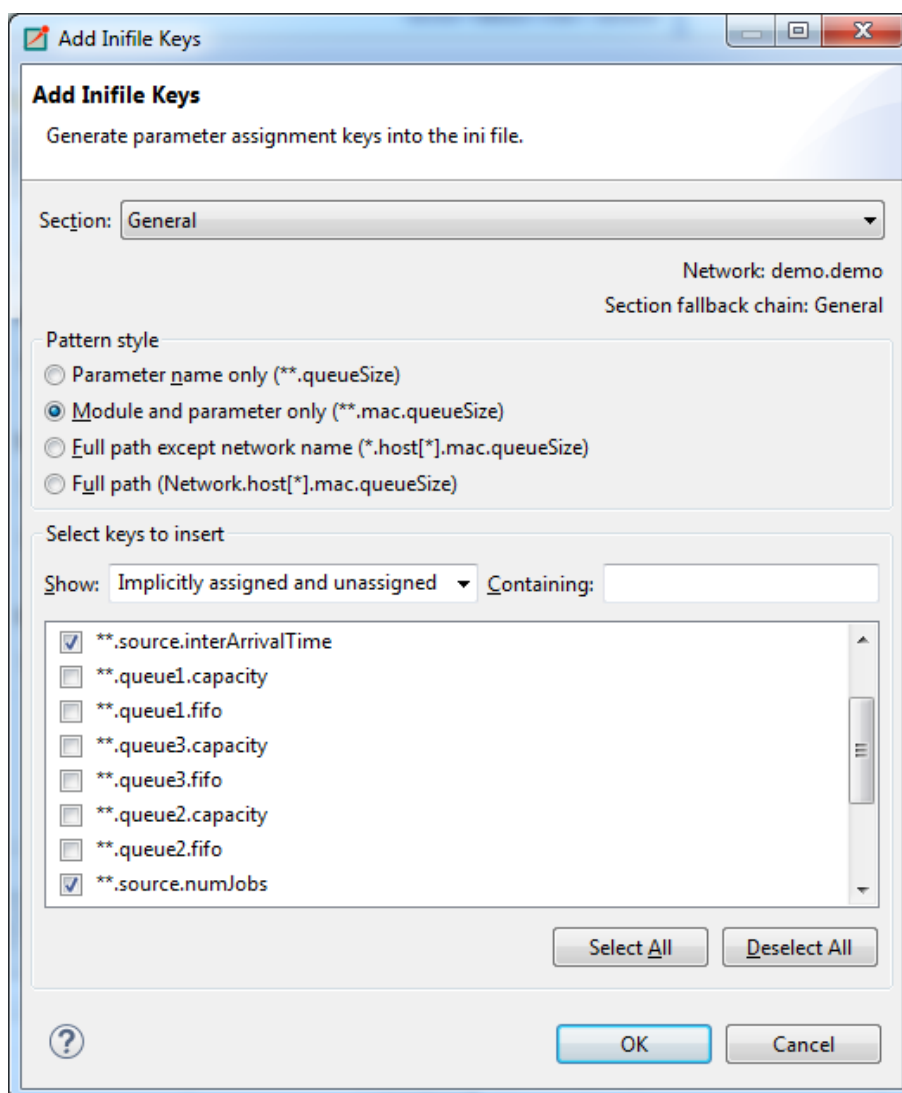 Add Inifile Keys
Add Inifile Keys
Generate parameter assignment keys into the ini file.
Section: General
Network: demo.demo
Section fallback chain: General
Pattern style
Parameter name only (**.queueSize)
Module and parameter only (**.mac.queueSize)
Full path except network name (*.host[*].mac.queueSize)
Full path (Network.host[*].mac.queueSize)
Select keys to insert
Show: Implicitly assigned and unassigned Containing:
**.source.interArrivalTime
**.queue1.capacity
**.queue1.fifo
**.queue3.capacity
**.queue3.fifo
**.queue2.capacity
**.queue2.fifo
**.source.numJobs
Select All Deselect All
OK Cancel